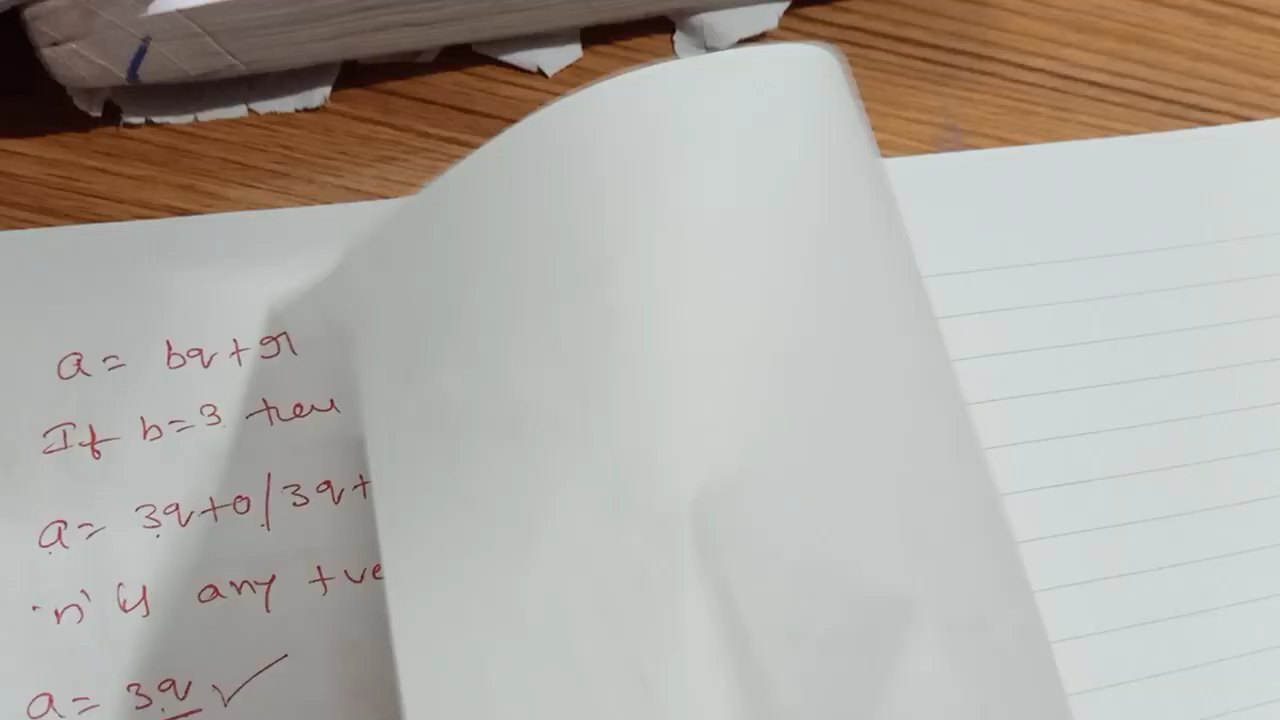 a = bq + r
If b = 3 then
a = 3q + 0 / 3q +
'n' is any +ve
a = 3q ✓